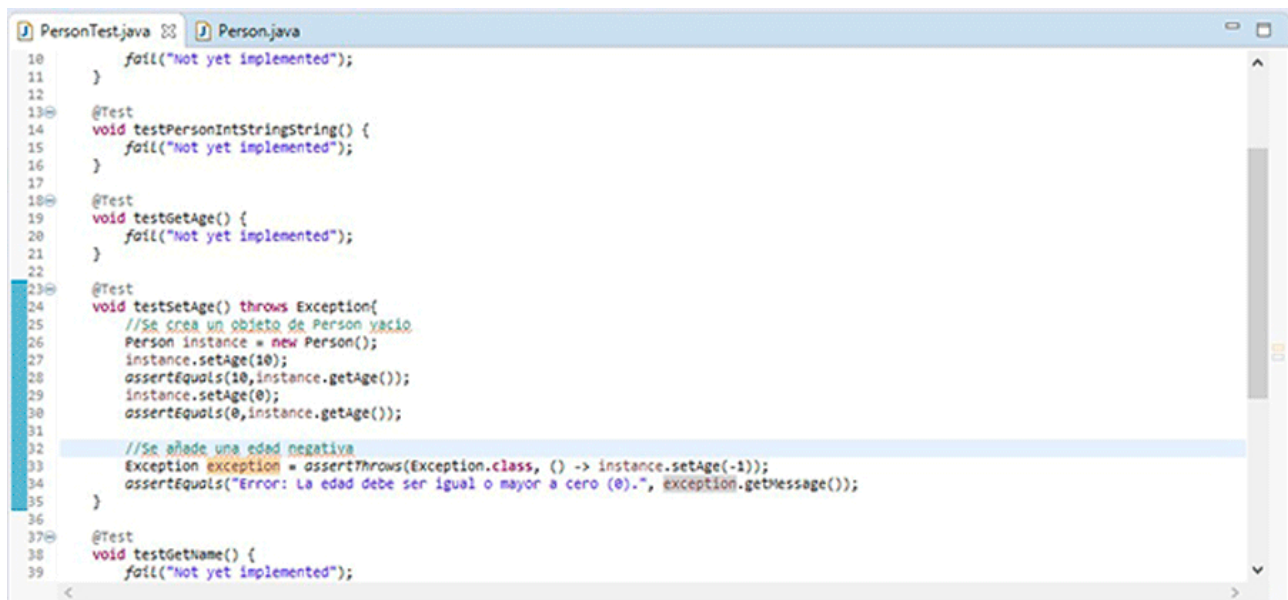 PersonTest.java Person.java
10 fail("Not yet implemented");
11 }
12
13 @Test
14 void testPersonIntStringString() {
15 fail("Not yet implemented");
16 }
17
18 @Test
19 void testGetAge() {
20 fail("Not yet implemented");
21 }
22
23 @Test
24 void testSetAge() throws Exception{
25 //Se crea un objeto de Person vacio
26 Person instance = new Person();
27 instance.setAge(10);
28 assertEquals(10,instance.getAge());
29 instance.setAge(0);
30 assertEquals(0,instance.getAge());
31
32 //Se añade una edad negativa
33 Exception exception = assertThrows(Exception.class, () -> instance.setAge(-1));
34 assertEquals("Error: La edad debe ser igual o mayor a cero (0).", exception.getMessage());
35 }
36
37 @Test
38 void testGetName() {
39 fail("Not yet implemented");